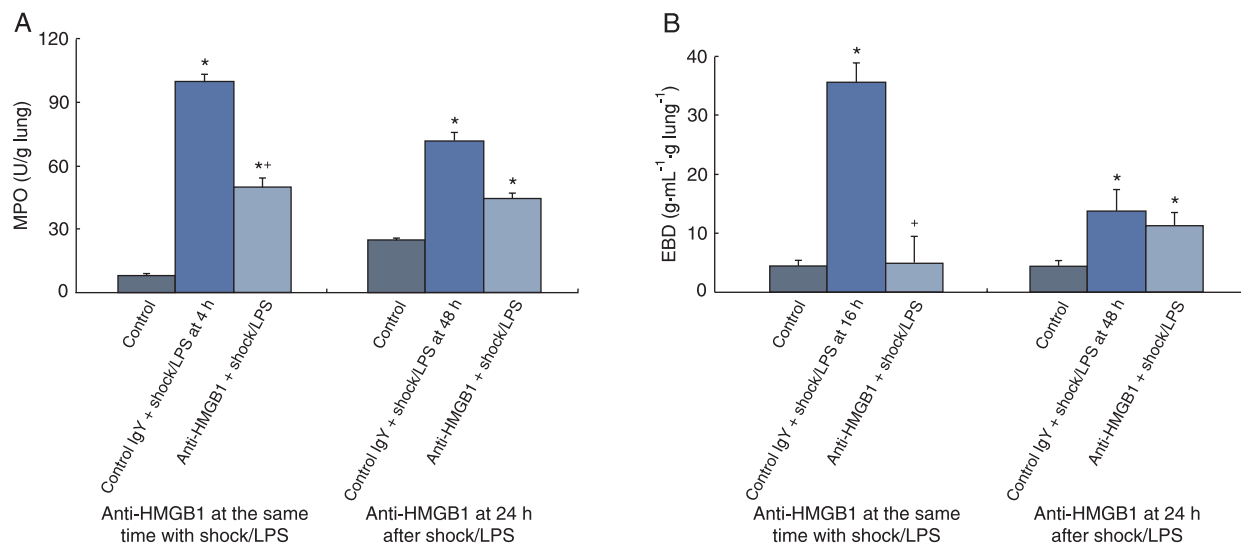 A
MPO (U/g lung)
120
90
60
30
0
*
*+
*
*
Control
Control IgY + shock/LPS at 4 h
Anti-HMGB1 + shock/LPS
Control
Control IgY + shock/LPS at 48 h
Anti-HMGB1 + shock/LPS
Anti-HMGB1 at the same
time with shock/LPS
Anti-HMGB1 at 24 h
after shock/LPS
B
EBD (g·mL⁻¹·g lung⁻¹)
40
30
20
10
0
*
+
*
*
Control
Control IgY + shock/LPS at 16 h
Anti-HMGB1 + shock/LPS
Control
Control IgY + shock/LPS at 48 h
Anti-HMGB1 + shock/LPS
Anti-HMGB1 at the same
time with shock/LPS
Anti-HMGB1 at 24 h
after shock/LPS